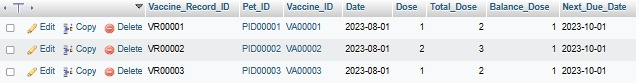 Vaccine_Record_ID Pet_ID Vaccine_ID Date Dose Total_Dose Balance_Dose Next_Due_Date
Edit Copy Delete VR00001 PID00001 VA00001 2023-08-01 1 2 1 2023-10-01
Edit Copy Delete VR00002 PID00002 VA00002 2023-08-01 2 3 1 2023-10-01
Edit Copy Delete VR00003 PID00003 VA00003 2023-08-01 1 2 1 2023-10-01